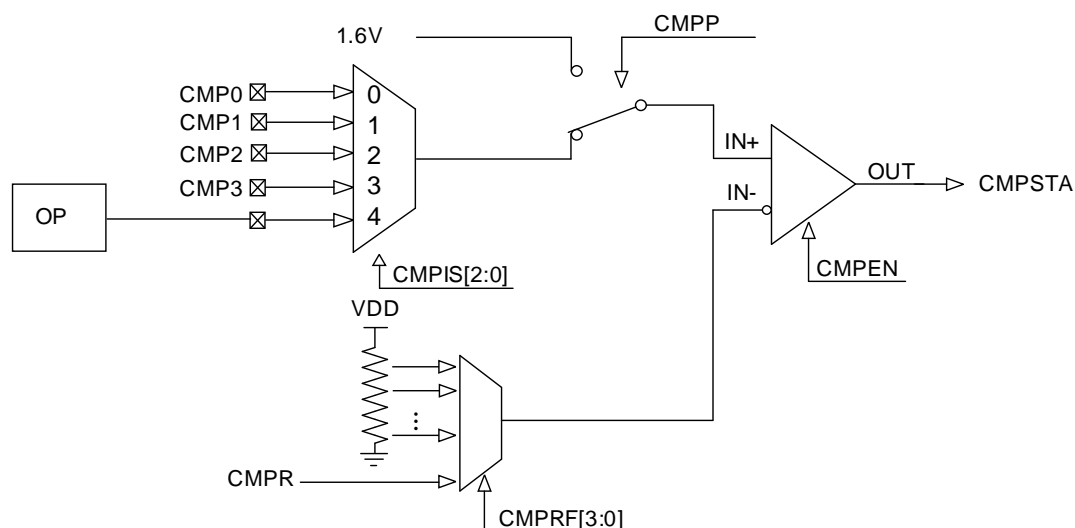 1.6V
CMPP
CMP0
0
CMP1
1
CMP2
2
CMP3
3
4
OP
IN+
IN-
OUT
CMPSTA
CMPEN
CMPIS[2:0]
VDD
CMPR
CMPRF[3:0]